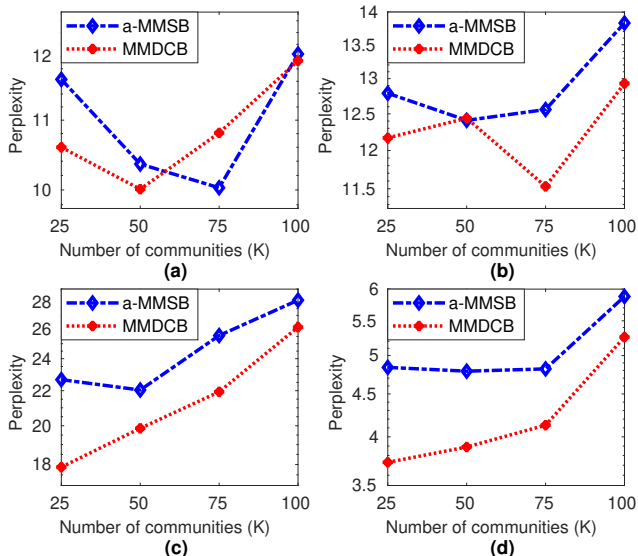 a-MMSB
MMDCB
12
11
10
Perplexity
25 50 75 100
Number of communities (K)
(a)
a-MMSB
MMDCB
14
13
12.5
12
11.5
Perplexity
25 50 75 100
Number of communities (K)
(b)
a-MMSB
MMDCB
28
26
24
22
20
18
Perplexity
25 50 75 100
Number of communities (K)
(c)
a-MMSB
MMDCB
6
5.5
5
4.5
4
3.5
Perplexity
25 50 75 100
Number of communities (K)
(d)